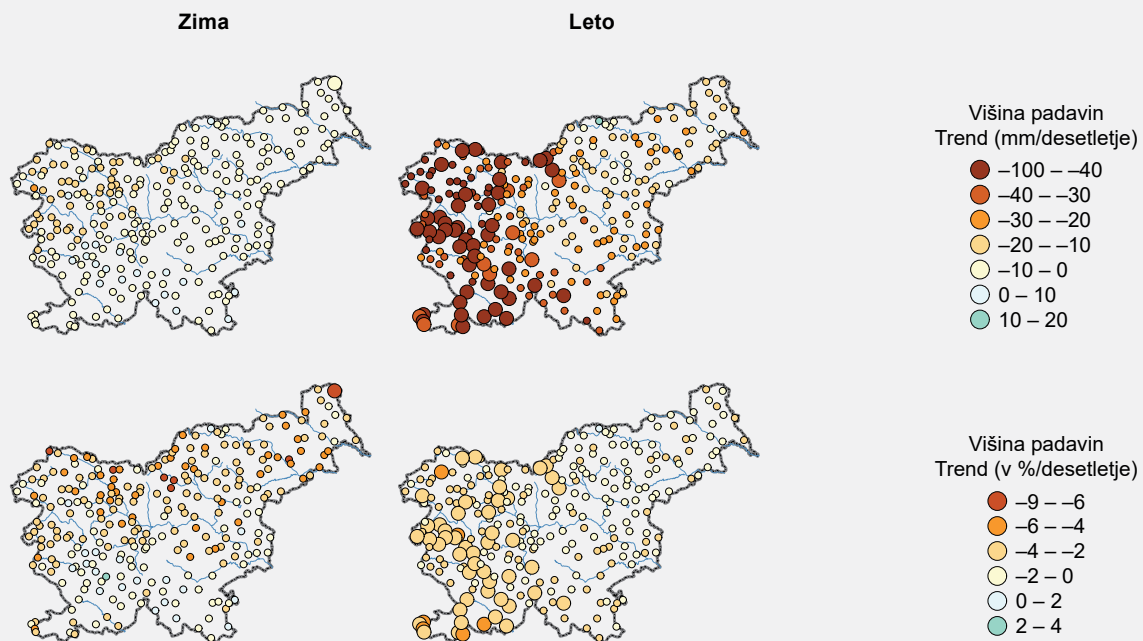 Zima
Leto
Višina padavin
Trend (mm/desetletje)
–100 – –40
–40 – –30
–30 – –20
–20 – –10
–10 – 0
0 – 10
10 – 20
Višina padavin
Trend (v %/desetletje)
–9 – –6
–6 – –4
–4 – –2
–2 – 0
0 – 2
2 – 4